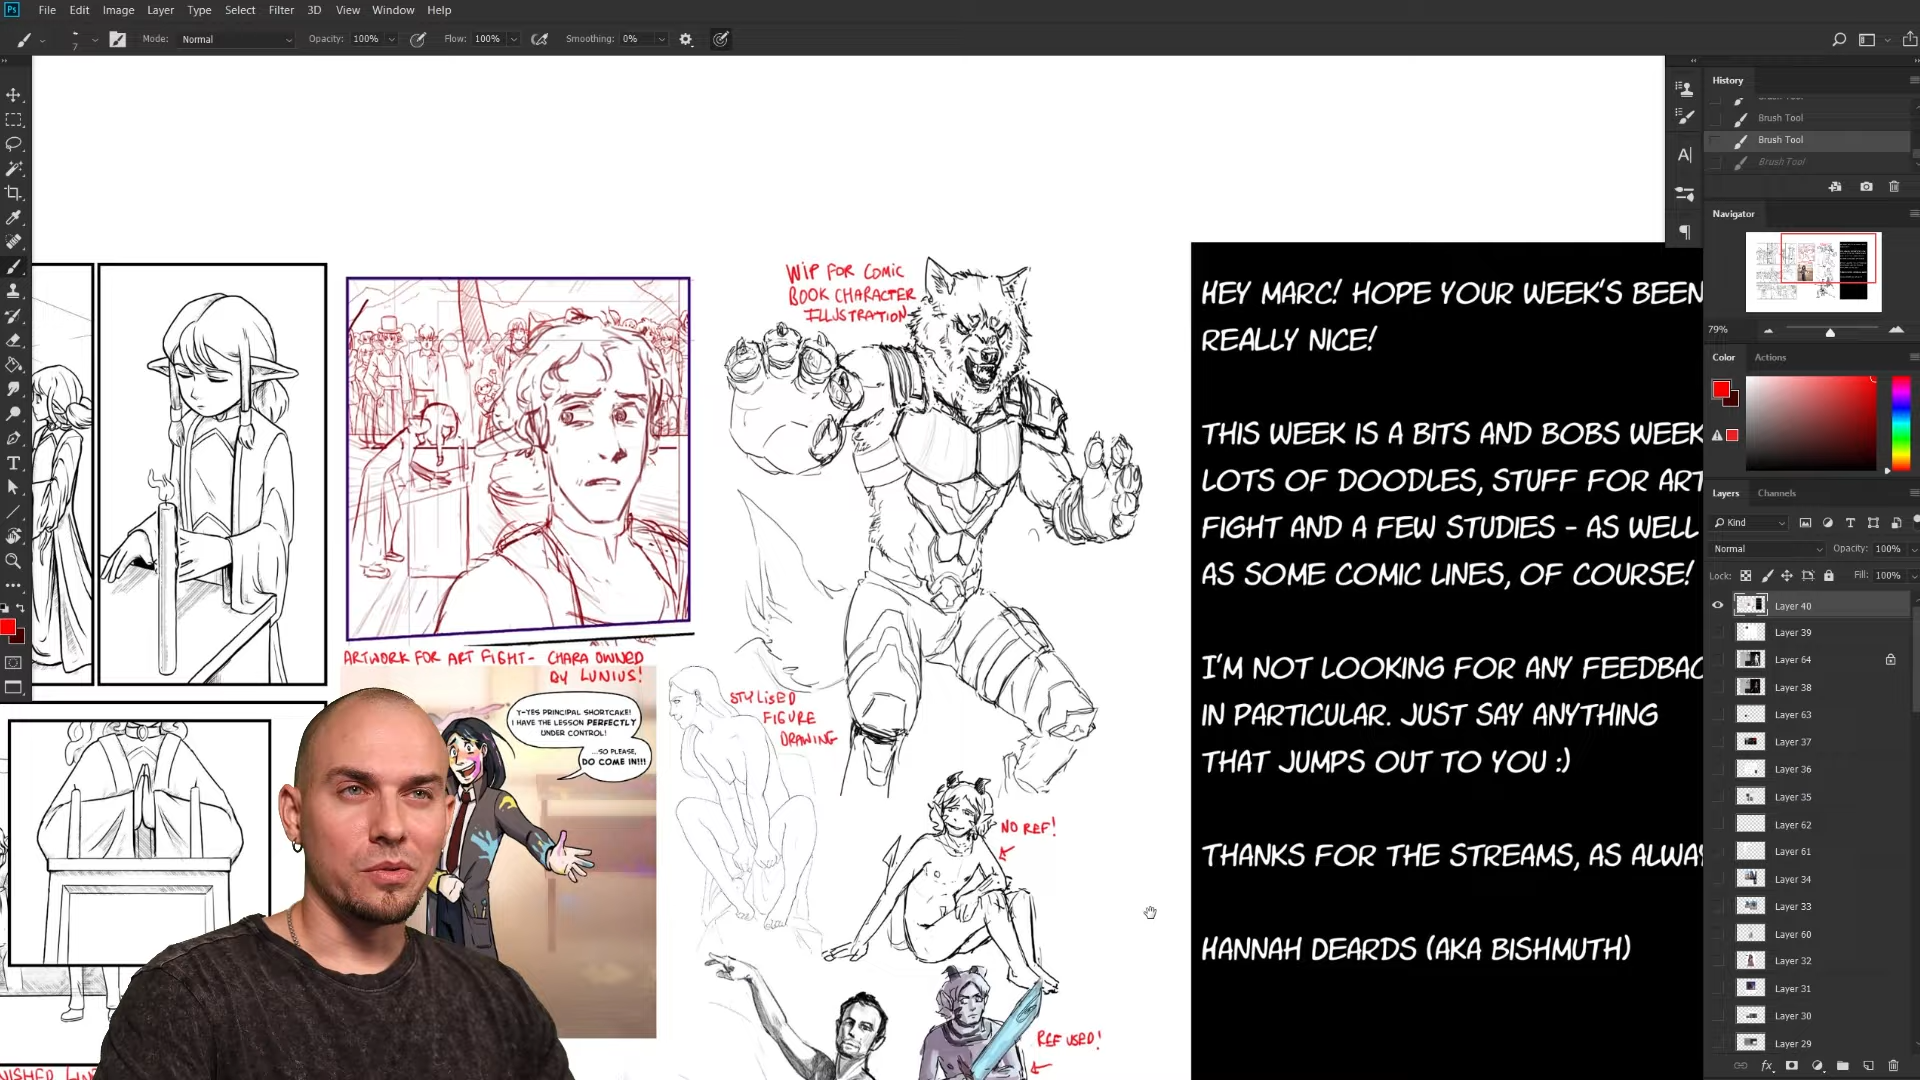 Ps File Edit Image Layer Type Select Filter 3D View Window Help
7 Mode: Normal Opacity: 100% Flow: 100% Smoothing: 0%
History
Brush Tool
Brush Tool
Brush Tool
Navigator
79%
Color Actions
Layers Channels
Kind
Normal Opacity: 100%
Lock: Fill: 100%
Layer 40
Layer 39
Layer 64
Layer 38
Layer 63
Layer 37
Layer 36
Layer 35
Layer 62
Layer 61
Layer 34
Layer 33
Layer 60
Layer 32
Layer 31
Layer 30
Layer 29
WIP FOR COMIC
BOOK CHARACTER
ILLUSTRATION
ARTWORK FOR ART FIGHT- CHARA OWNED
BY LUNIUS!
Y-YES PRINCIPAL SHORTCAKE!
I HAVE THE LESSON PERFECTLY
UNDER CONTROL!
...SO PLEASE,
DO COME IN!!!
STYLISED
FIGURE
DRAWING
NO REF!
REF USED!
HEY MARC! HOPE YOUR WEEK'S BEEN
REALLY NICE!
THIS WEEK IS A BITS AND BOBS WEEK
LOTS OF DOODLES, STUFF FOR ART
FIGHT AND A FEW STUDIES - AS WELL
AS SOME COMIC LINES, OF COURSE!
I'M NOT LOOKING FOR ANY FEEDBAC
IN PARTICULAR. JUST SAY ANYTHING
THAT JUMPS OUT TO YOU :)
THANKS FOR THE STREAMS, AS ALWA
HANNAH DEARDS (AKA BISHMUTH)